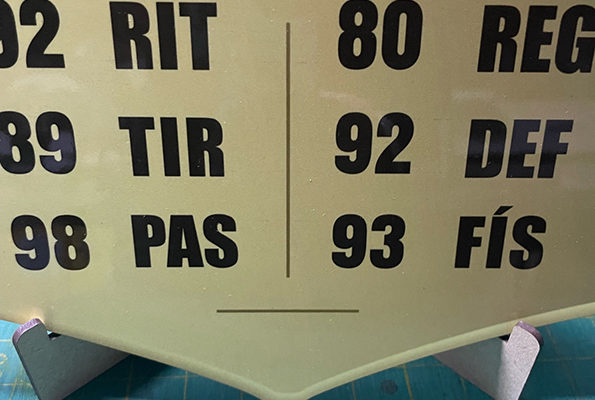 92 RIT 80 REG
89 TIR 92 DEF
98 PAS 93 FÍS